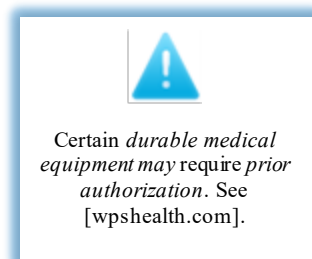 Certain durable medical
equipment may require prior
authorization. See
[wpshealth.com].